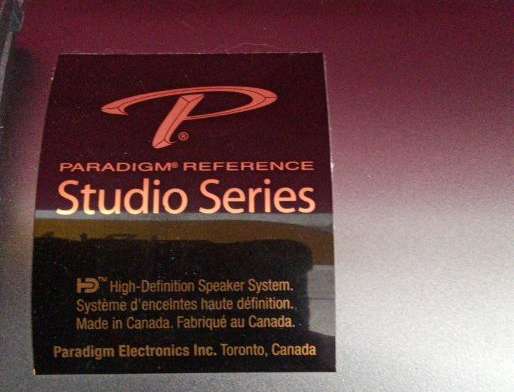 P®
PARADIGM® REFERENCE
Studio Series
HD™ High-Definition Speaker System.
Système d'enceintes haute définition.
Made in Canada. Fabriqué au Canada.
Paradigm Electronics Inc. Toronto, Canada